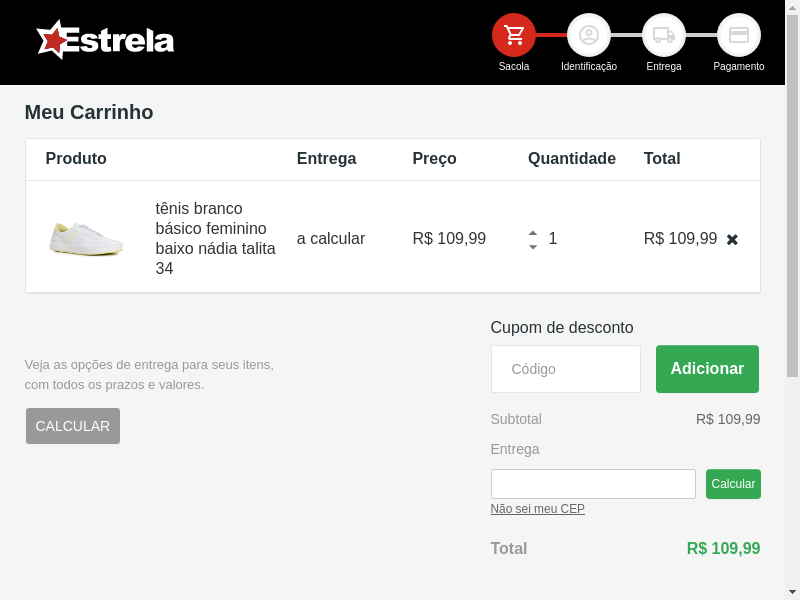 Estrela
Sacola
Identificação
Entrega
Pagamento
Meu Carrinho
Produto
Entrega
Preço
Quantidade
Total
tênis branco
básico feminino
baixo nádia talita
34
a calcular
R$ 109,99
1
R$ 109,99
Cupom de desconto
Código
Adicionar
Veja as opções de entrega para seus itens,
com todos os prazos e valores.
CALCULAR
Subtotal
R$ 109,99
Entrega
Calcular
Não sei meu CEP
Total
R$ 109,99